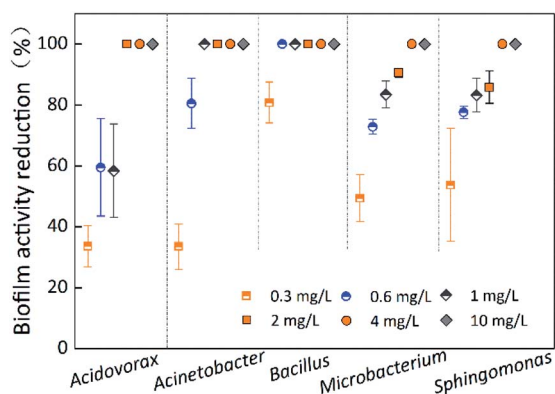 Biofilm activity reduction (%)
100
80
60
40
20
0
0.3 mg/L 0.6 mg/L 1 mg/L
2 mg/L 4 mg/L 10 mg/L
Acidovorax Acinetobacter Bacillus Microbacterium Sphingomonas